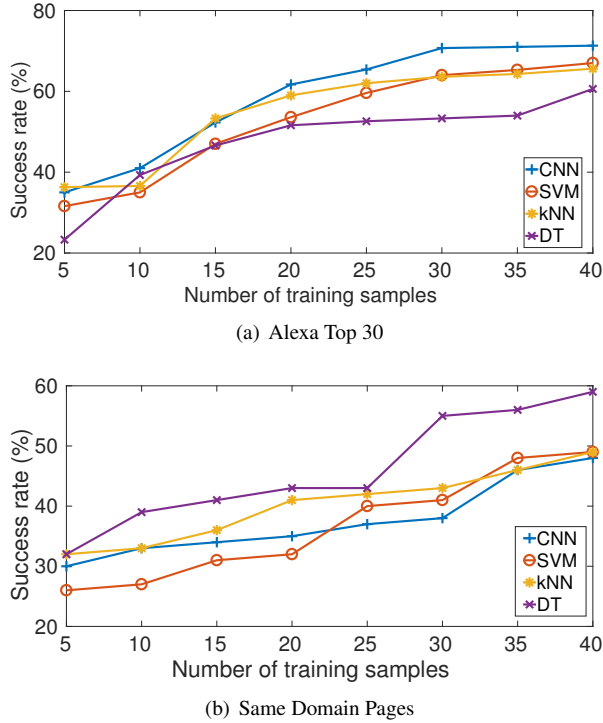 80
60
40
20
Success rate (%)
CNN
SVM
kNN
DT
5 10 15 20 25 30 35 40
Number of training samples
(a) Alexa Top 30
60
50
40
30
20
Success rate (%)
CNN
SVM
kNN
DT
5 10 15 20 25 30 35 40
Number of training samples
(b) Same Domain Pages